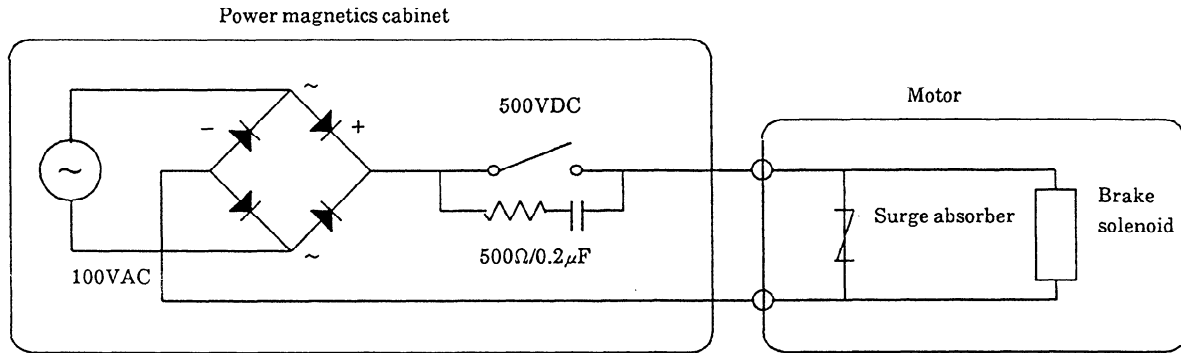 Power magnetics cabinet
~
500VDC
Motor
−
+
~
Surge absorber
Brake
solenoid
500Ω/0.2μF
~
100VAC